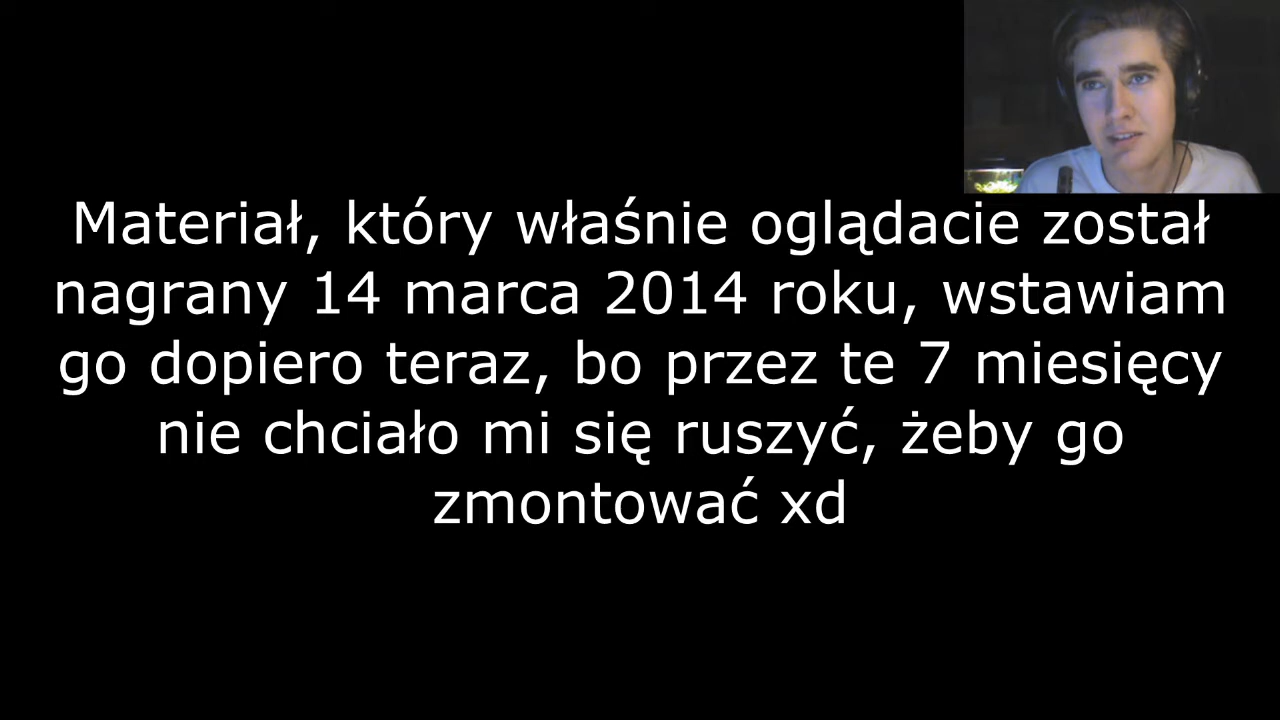 Materiał, który właśnie oglądacie został
nagrany 14 marca 2014 roku, wstawiam
go dopiero teraz, bo przez te 7 miesięcy
nie chciało mi się ruszyć, żeby go
zmontować xd